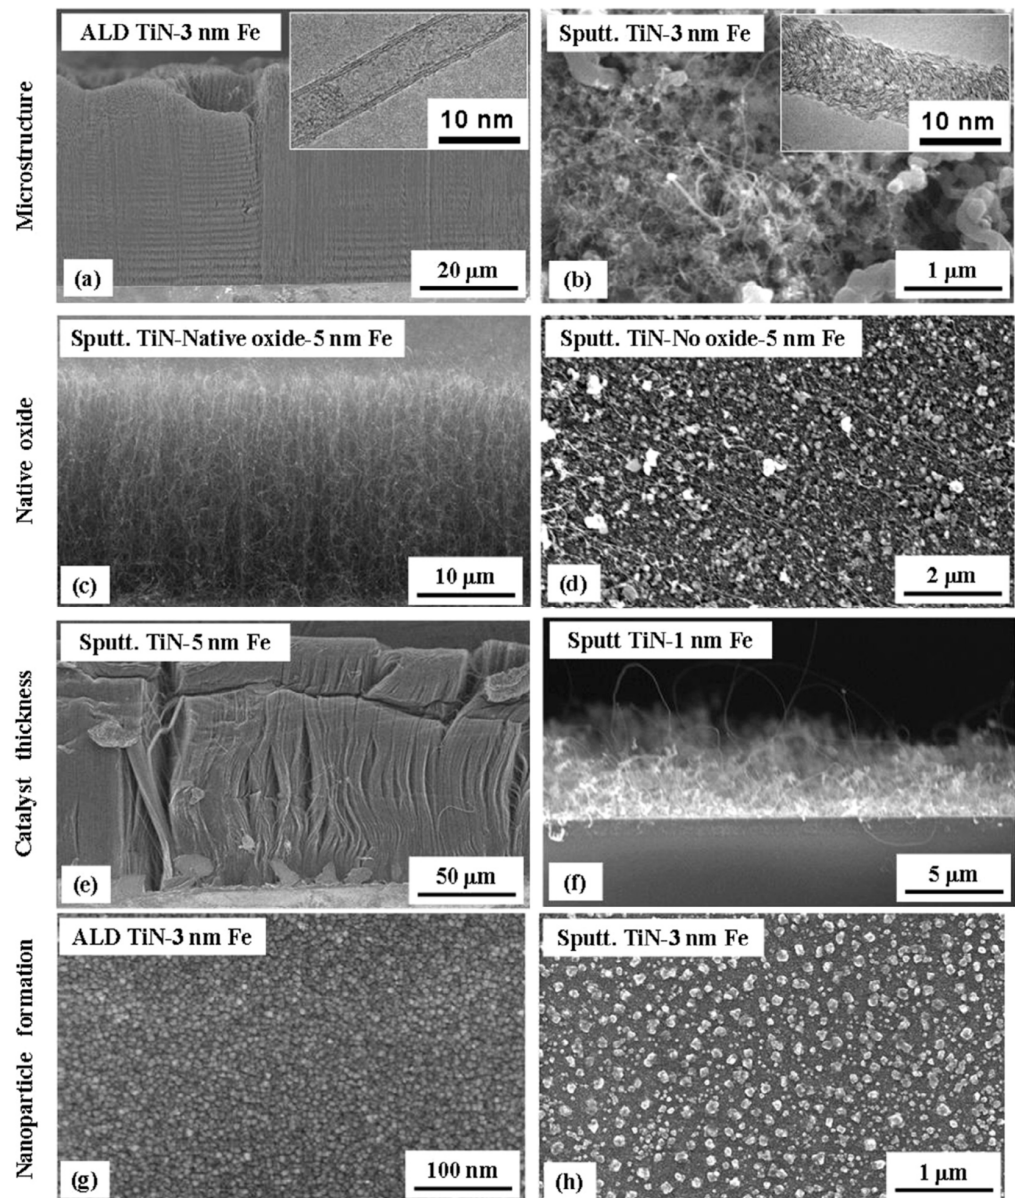 Microstructure
ALD TiN-3 nm Fe
10 nm
20 µm
(a)
Sputt. TiN-3 nm Fe
10 nm
1 µm
(b)
Native oxide
Sputt. TiN-Native oxide-5 nm Fe
10 µm
(c)
Sputt. TiN-No oxide-5 nm Fe
2 µm
(d)
Catalyst thickness
Sputt. TiN-5 nm Fe
50 µm
(e)
Sputt TiN-1 nm Fe
5 µm
(f)
Nanoparticle formation
ALD TiN-3 nm Fe
100 nm
(g)
Sputt. TiN-3 nm Fe
1 µm
(h)